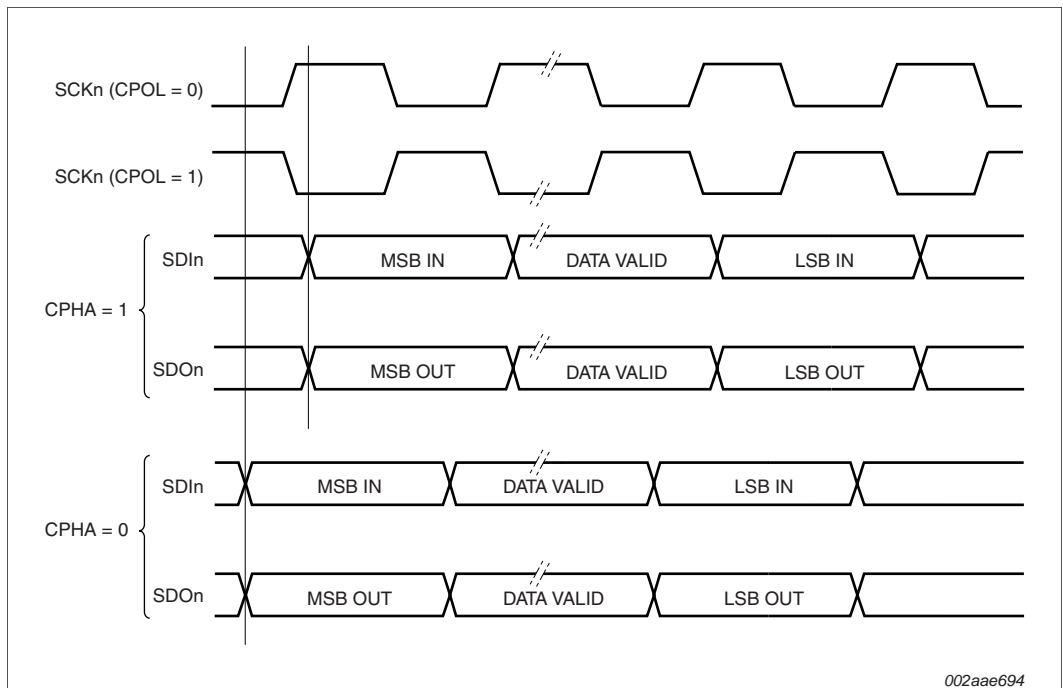 SCKn (CPOL = 0)
SCKn (CPOL = 1)
CPHA = 1
SDIn
MSB IN
DATA VALID
LSB IN
SDOn
MSB OUT
DATA VALID
LSB OUT
CPHA = 0
SDIn
MSB IN
DATA VALID
LSB IN
SDOn
MSB OUT
DATA VALID
LSB OUT
002aae694